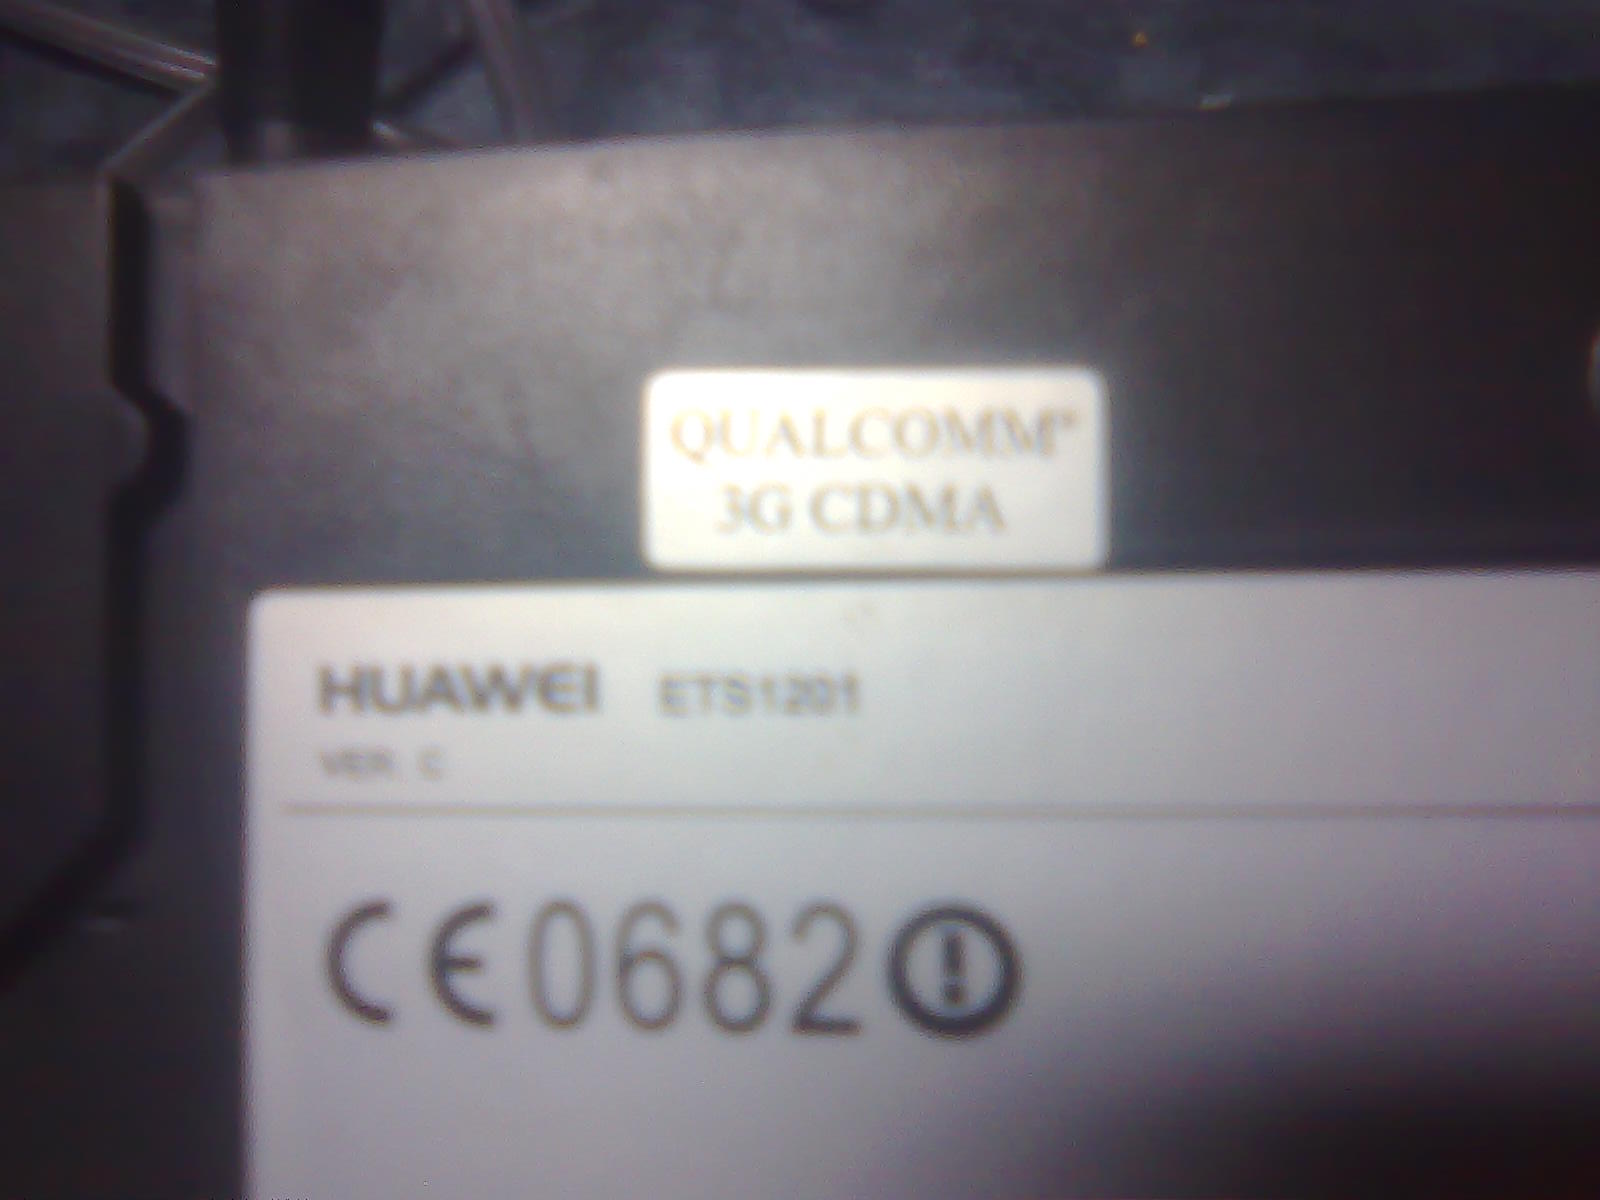 QUALCOMM®
3G CDMA
HUAWEI ETS1201
VER. C
CE0682